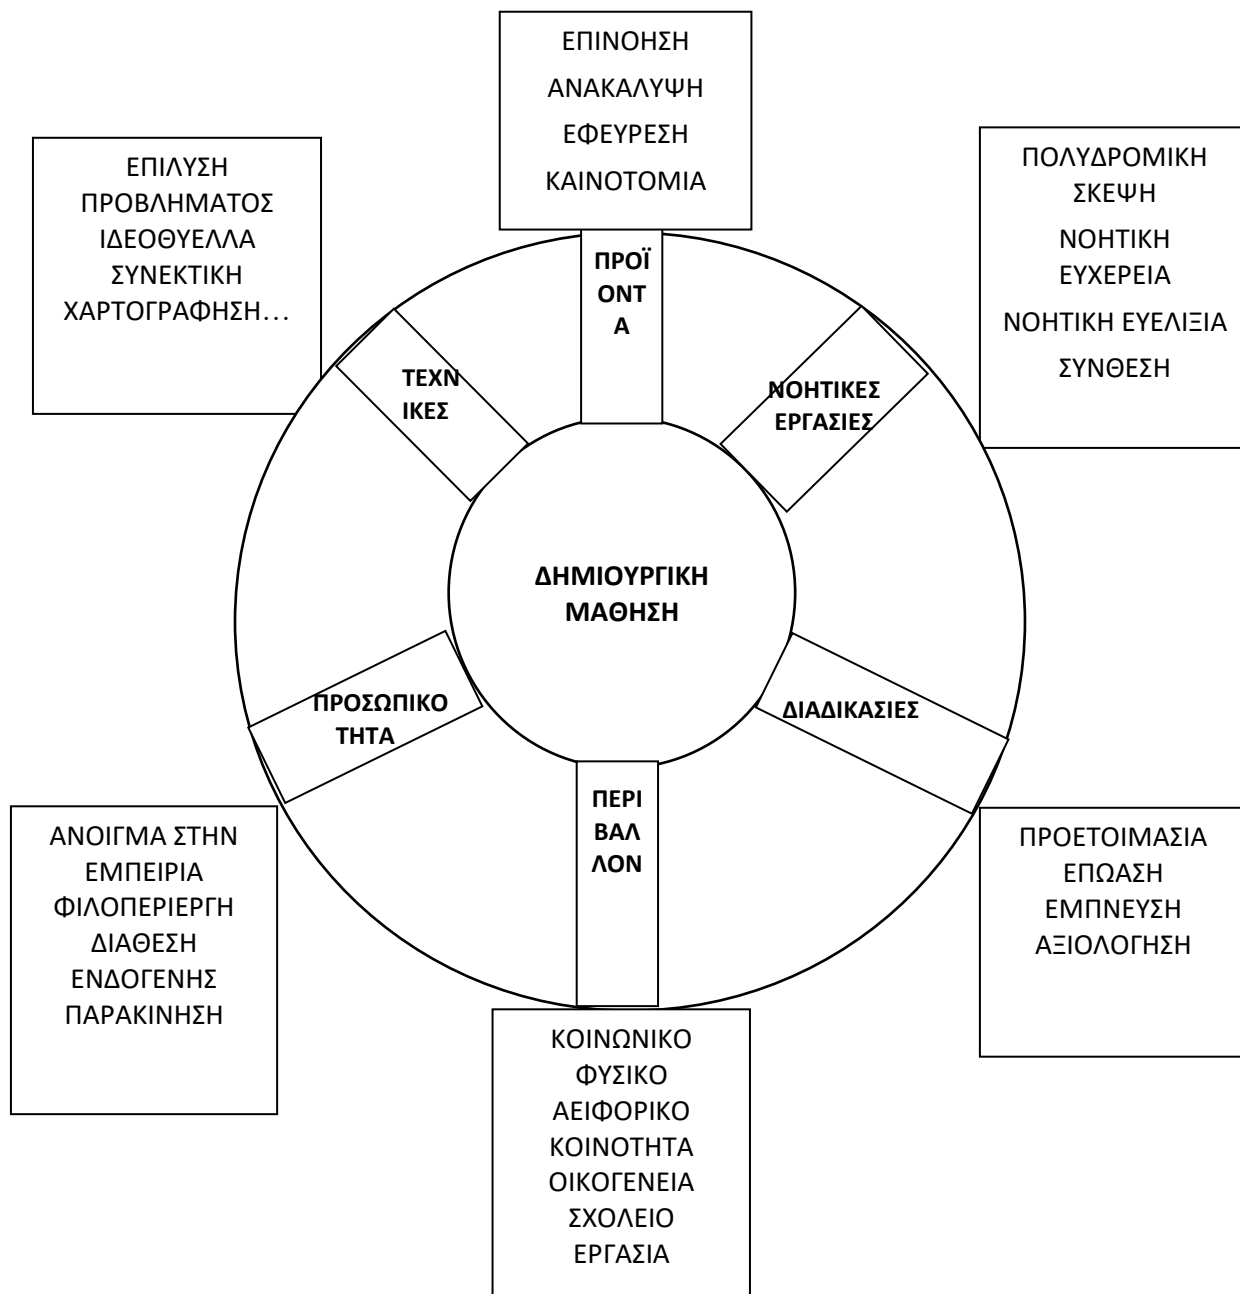 ΕΠΙΝΟΗΣΗ
ΑΝΑΚΑΛΥΨΗ
ΕΦΕΥΡΕΣΗ
ΚΑΙΝΟΤΟΜΙΑ
ΕΠΙΛΥΣΗ
ΠΡΟΒΛΗΜΑΤΟΣ
ΙΔΕΟΘΥΕΛΛΑ
ΣΥΝΕΚΤΙΚΗ
ΧΑΡΤΟΓΡΑΦΗΣΗ…
ΠΟΛΥΔΡΟΜΙΚΗ
ΣΚΕΨΗ
ΝΟΗΤΙΚΗ
ΕΥΧΕΡΕΙΑ
ΝΟΗΤΙΚΗ ΕΥΕΛΙΞΙΑ
ΣΥΝΘΕΣΗ
ΠΡΟΪ
ΟΝΤ
Α
ΤΕΧΝ
ΙΚΕΣ
ΝΟΗΤΙΚΕΣ
ΕΡΓΑΣΙΕΣ
ΔΗΜΙΟΥΡΓΙΚΗ
ΜΑΘΗΣΗ
ΠΡΟΣΩΠΙΚΟ
ΤΗΤΑ
ΔΙΑΔΙΚΑΣΙΕΣ
ΠΕΡΙ
ΒΑΛ
ΛΟΝ
ΑΝΟΙΓΜΑ ΣΤΗΝ
ΕΜΠΕΙΡΙΑ
ΦΙΛΟΠΕΡΙΕΡΓΗ
ΔΙΑΘΕΣΗ
ΕΝΔΟΓΕΝΗΣ
ΠΑΡΑΚΙΝΗΣΗ
ΠΡΟΕΤΟΙΜΑΣΙΑ
ΕΠΩΑΣΗ
ΕΜΠΝΕΥΣΗ
ΑΞΙΟΛΟΓΗΣΗ
ΚΟΙΝΩΝΙΚΟ
ΦΥΣΙΚΟ
ΑΕΙΦΟΡΙΚΟ
ΚΟΙΝΟΤΗΤΑ
ΟΙΚΟΓΕΝΕΙΑ
ΣΧΟΛΕΙΟ
ΕΡΓΑΣΙΑ